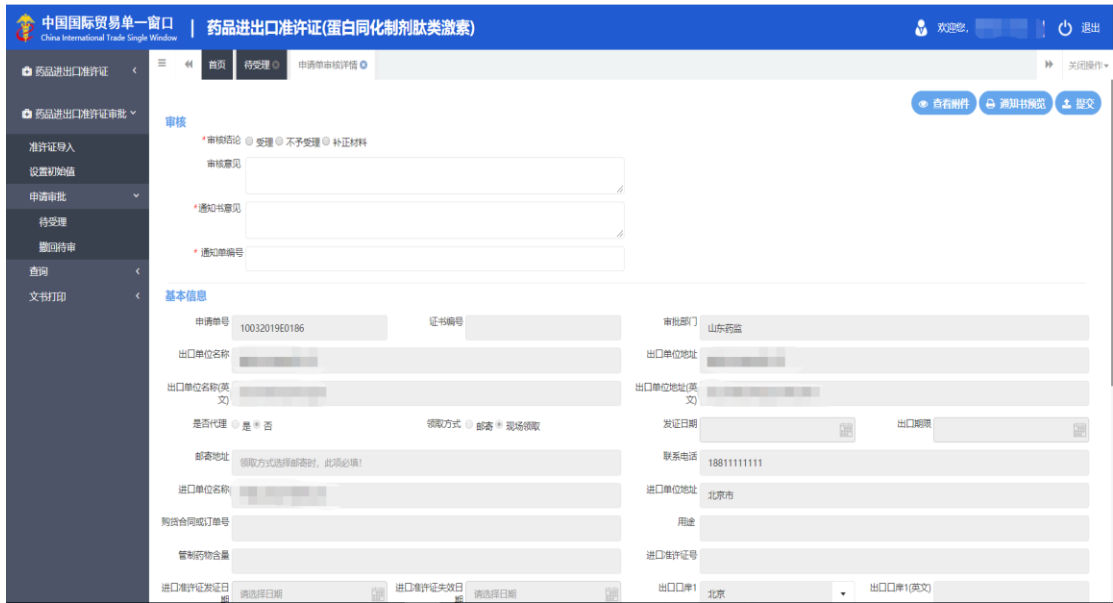 中国国际贸易单一窗口 | 药品进出口准许证(蛋白同化制剂肽类激素)
China International Trade Single Window
欢迎您,
退出
药品进出口准许证
首页 待受理 申请单审核详情 关闭操作
药品进出口准许证审批
查看附件 通知书预览 提交
准许证导入
设置初始值
申请审批
待受理
撤回待审
查询
文书打印
审核
*审核结论 受理 不予受理 补正材料
审核意见
*通知书意见
* 通知单编号
基本信息
申请单号 10032019E0186 证书编号 审批部门 山东药监
出口单位名称 出口单位地址
出口单位名称(英文) 出口单位地址(英文)
是否代理 是 否 领取方式 邮寄 现场领取 发证日期 出口期限
邮寄地址 领取方式选择邮寄时，此项必填! 联系电话 18811111111
进口单位名称 进口单位地址 北京市
购货合同或订单号 用途
管制药物含量 进口准许证号
进口准许证发证日期 请选择日期 进口准许证失效日期 请选择日期 出口口岸1 北京 出口口岸1(英文)